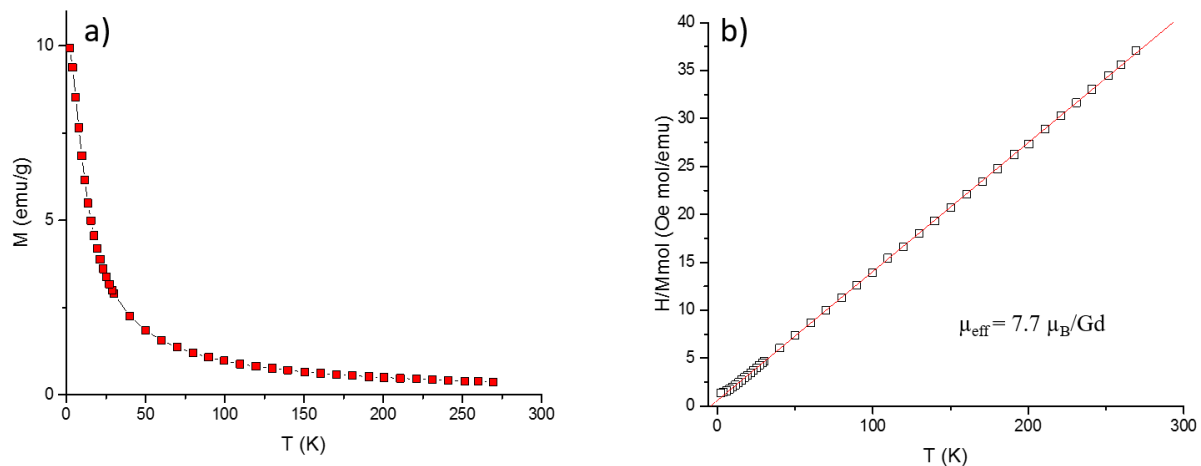 a)
10
5
0
M (emu/g)
0 50 100 150 200 250 300
T (K)
b)
40
35
30
25
20
15
10
5
0
H/Mmol (Oe mol/emu)
μeff = 7.7 μB/Gd
0 100 200 300
T (K)